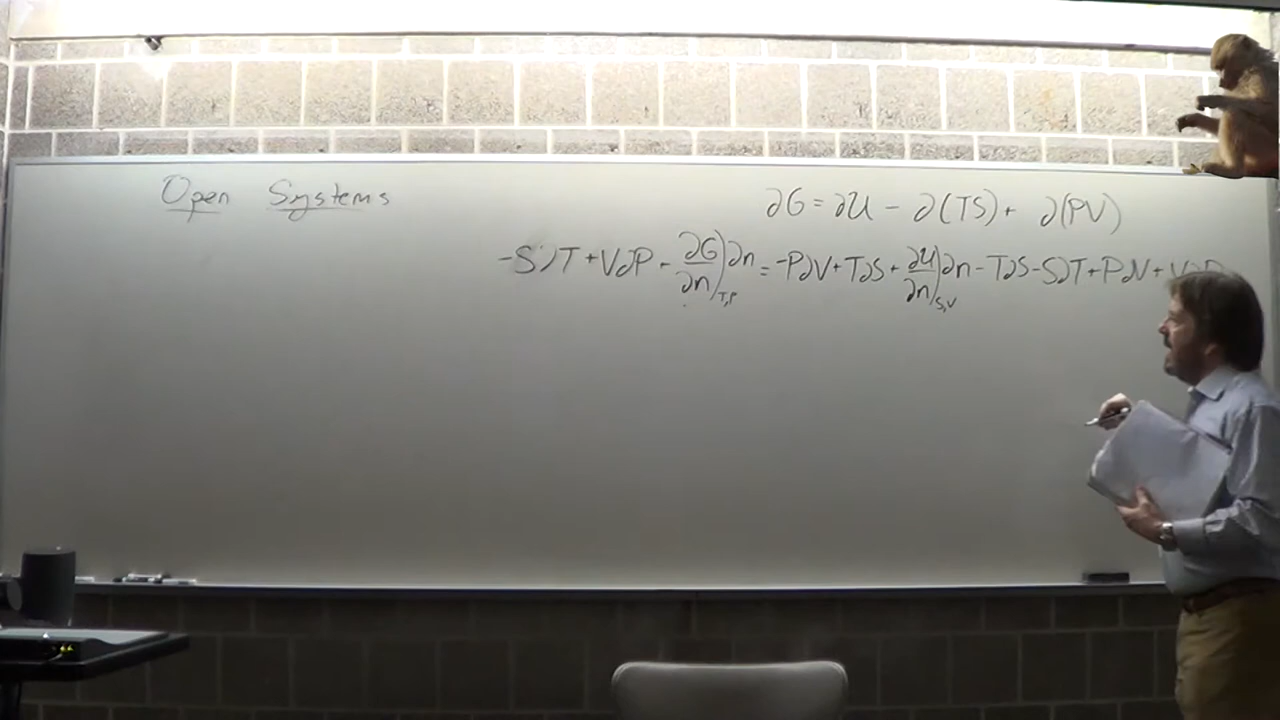 Open Systems
∂G = ∂U - ∂(TS) + ∂(PV)
-S∂T + V∂P - ∂G/∂n)T,P ∂n = -P∂V + T∂S + ∂U/∂n)S,V ∂n - T∂S - S∂T + P∂V + V∂P